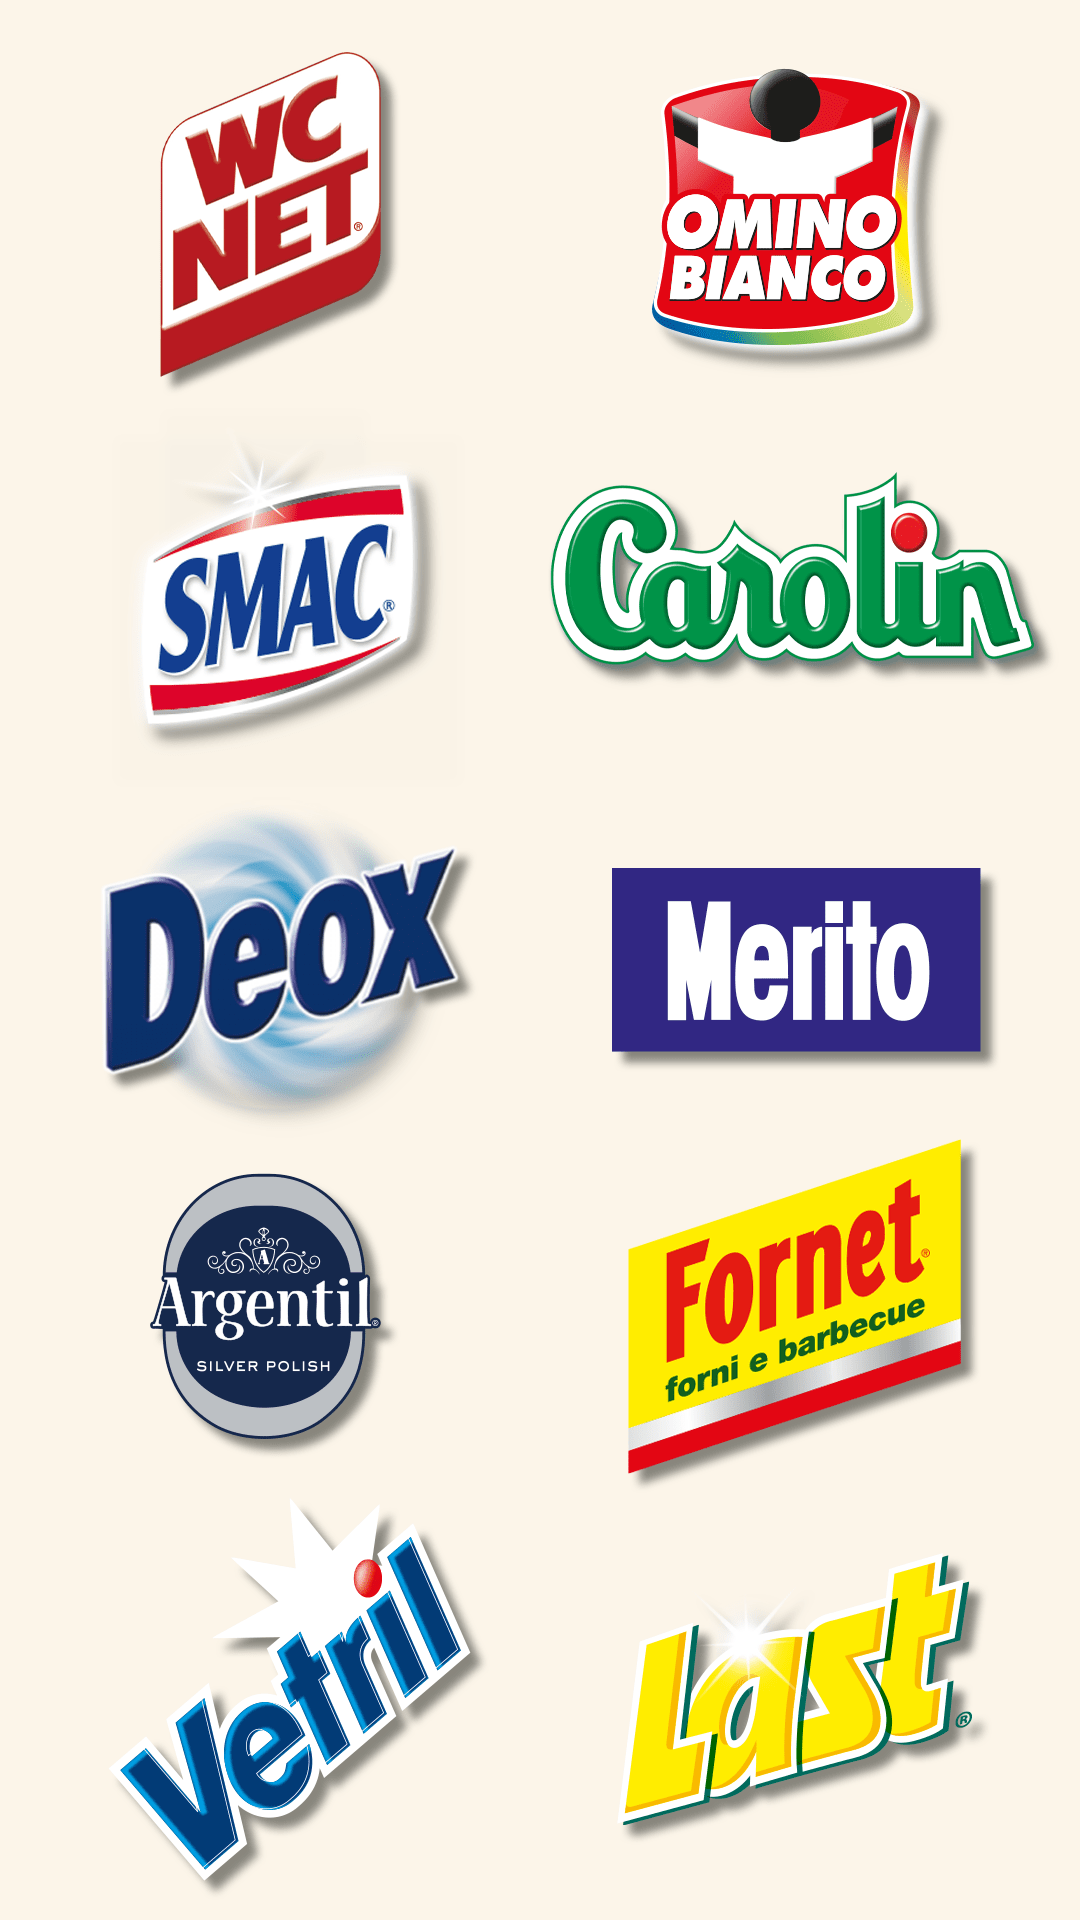 WC
NET®
OMINO
BIANCO
SMAC®
Carolin
Deox
Merito
A
Argentil®
SILVER POLISH
Fornet®
forni e barbecue
Vetril
Last®